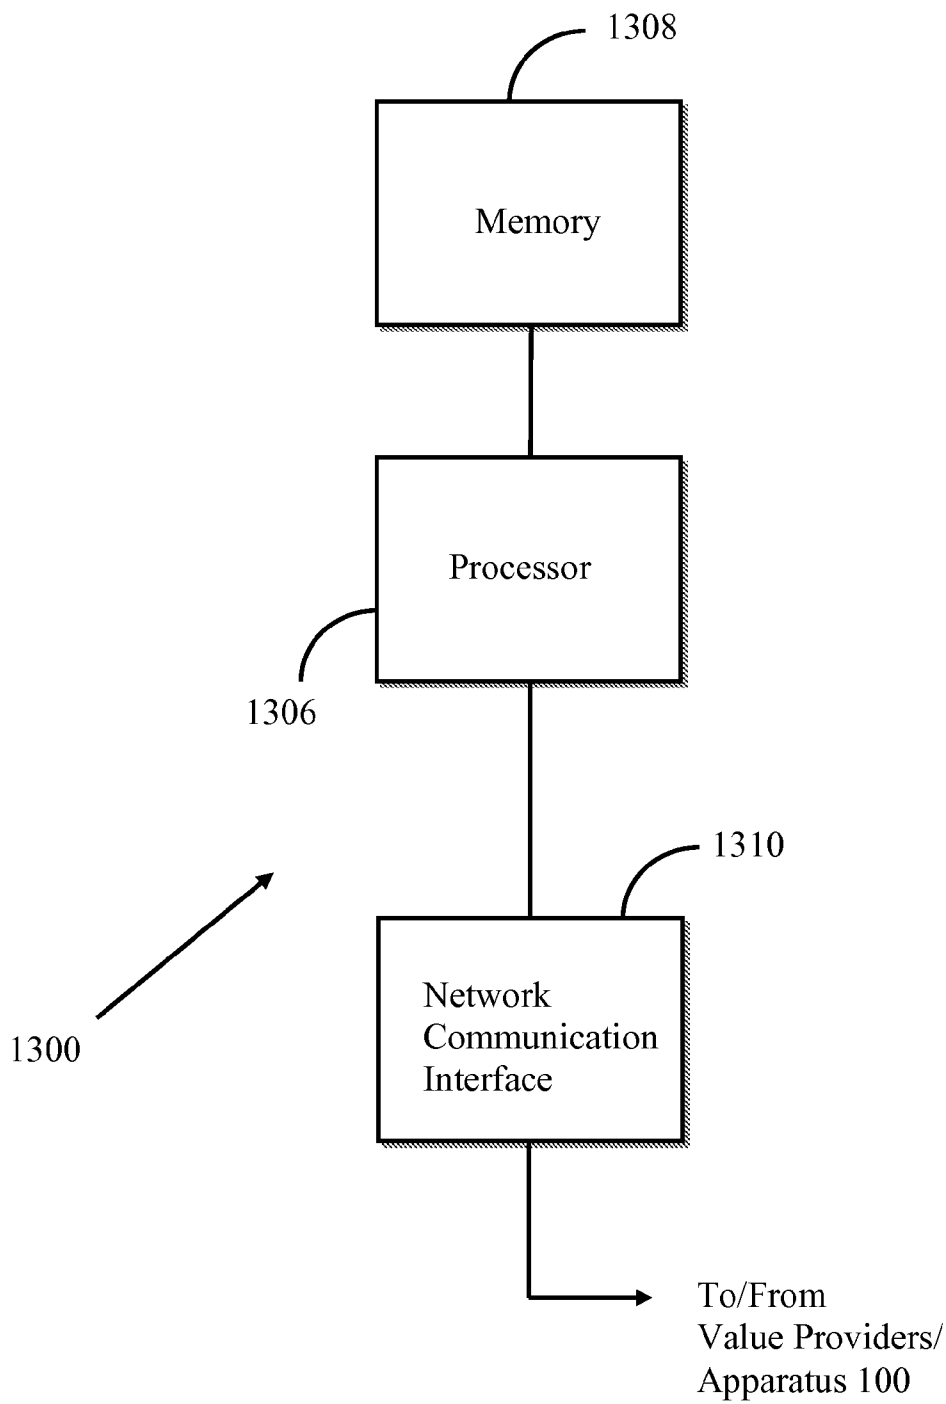 1308
Memory
Processor
1306
1310
Network
Communication
Interface
1300
To/From
Value Providers/
Apparatus 100